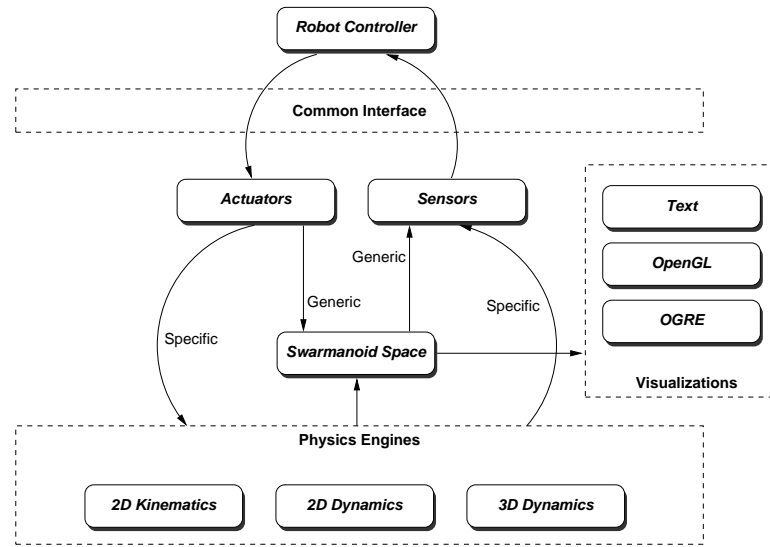 Robot Controller
Common Interface
Actuators
Sensors
Text
Generic
OpenGL
Generic
Specific
OGRE
Specific
Swarmanoid Space
Visualizations
Physics Engines
2D Kinematics
2D Dynamics
3D Dynamics